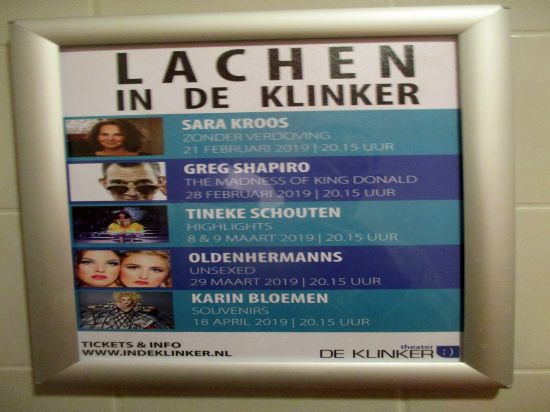 LACHEN
IN DE KLINKER
SARA KROOS
ZONDER VERDOVING
21 FEBRUARI 2019 | 20.15 UUR
GREG SHAPIRO
THE MADNESS OF KING DONALD
28 FEBRUARI 2019 | 20.15 UUR
TINEKE SCHOUTEN
HIGHLIGHTS
8 & 9 MAART 2019 | 20.15 UUR
OLDENHERMANNS
UNSEXED
29 MAART 2019 | 20.15 UUR
KARIN BLOEMEN
SOUVENIRS
18 APRIL 2019 | 20.15 UUR
TICKETS & INFO
WWW.INDEKLINKER.NL
theater
DE KLINKER